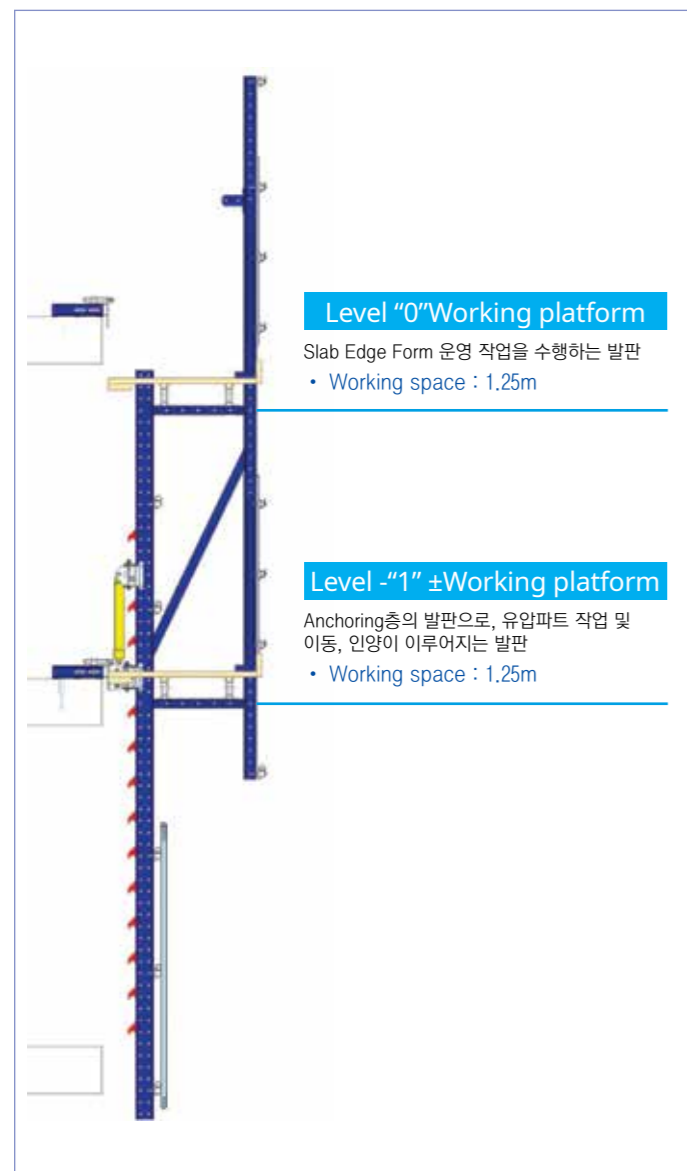 Level “0”Working platform
Slab Edge Form 운영 작업을 수행하는 발판
• Working space : 1.25m
Level -“1” ±Working platform
Anchoring층의 발판으로, 유압파트 작업 및
이동, 인양이 이루어지는 발판
• Working space : 1.25m